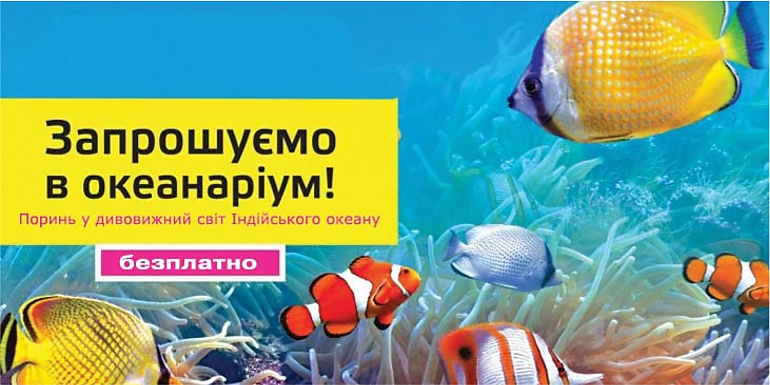 Запрошуємо
в океанаріум!
Поринь у дивовижний світ Індійського океану
безплатно